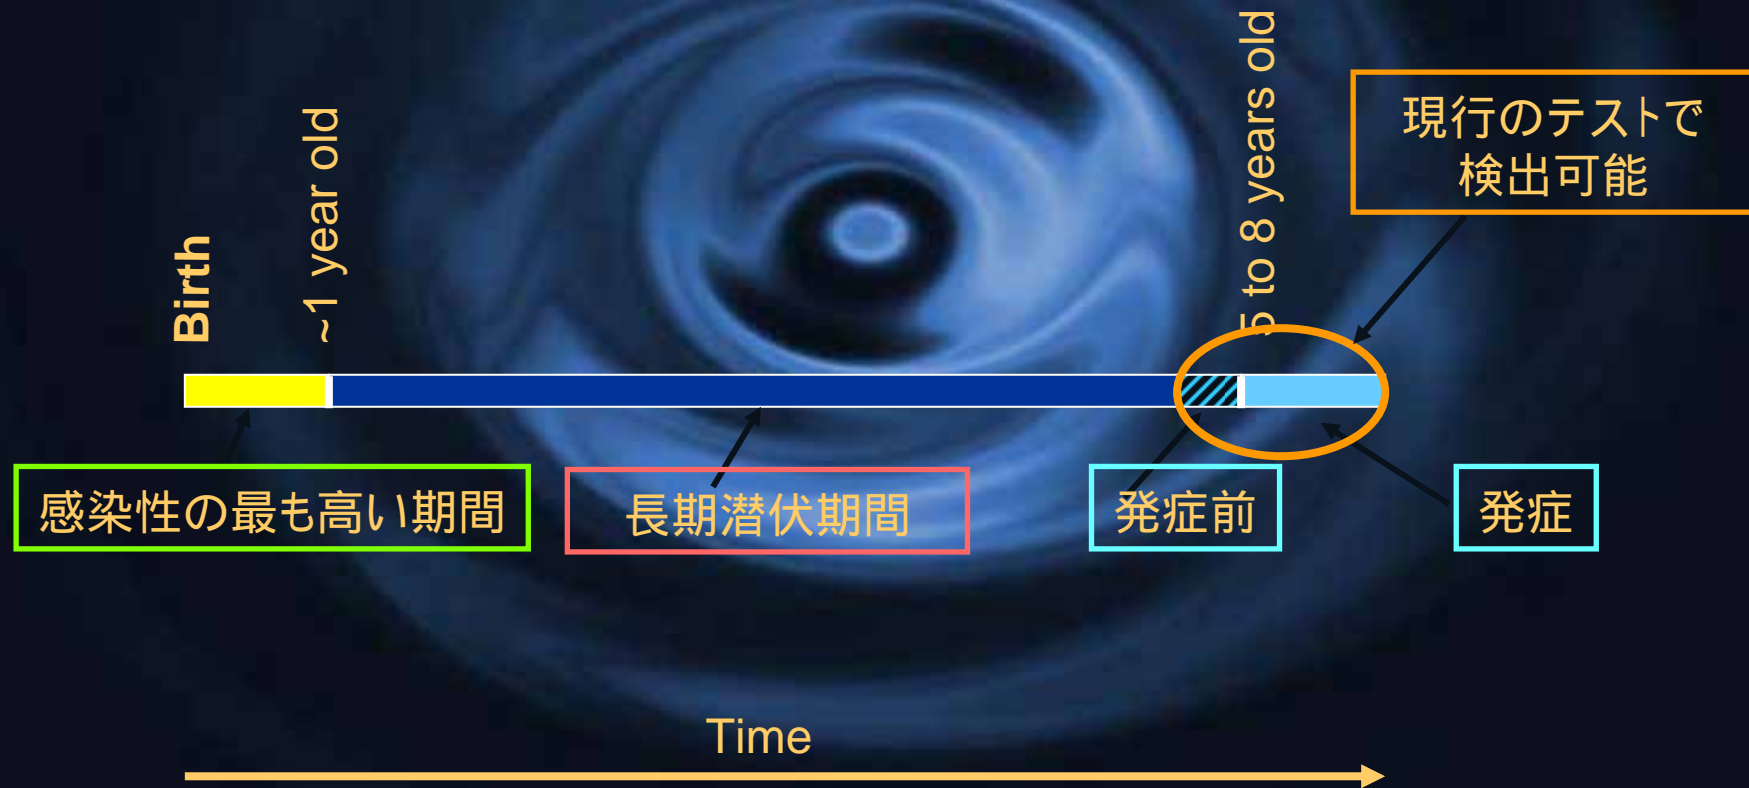 Birth
~1 year old
5 to 8 years old
現行のテストで
検出可能
感染性の最も高い期間
長期潜伏期間
発症前
発症
Time